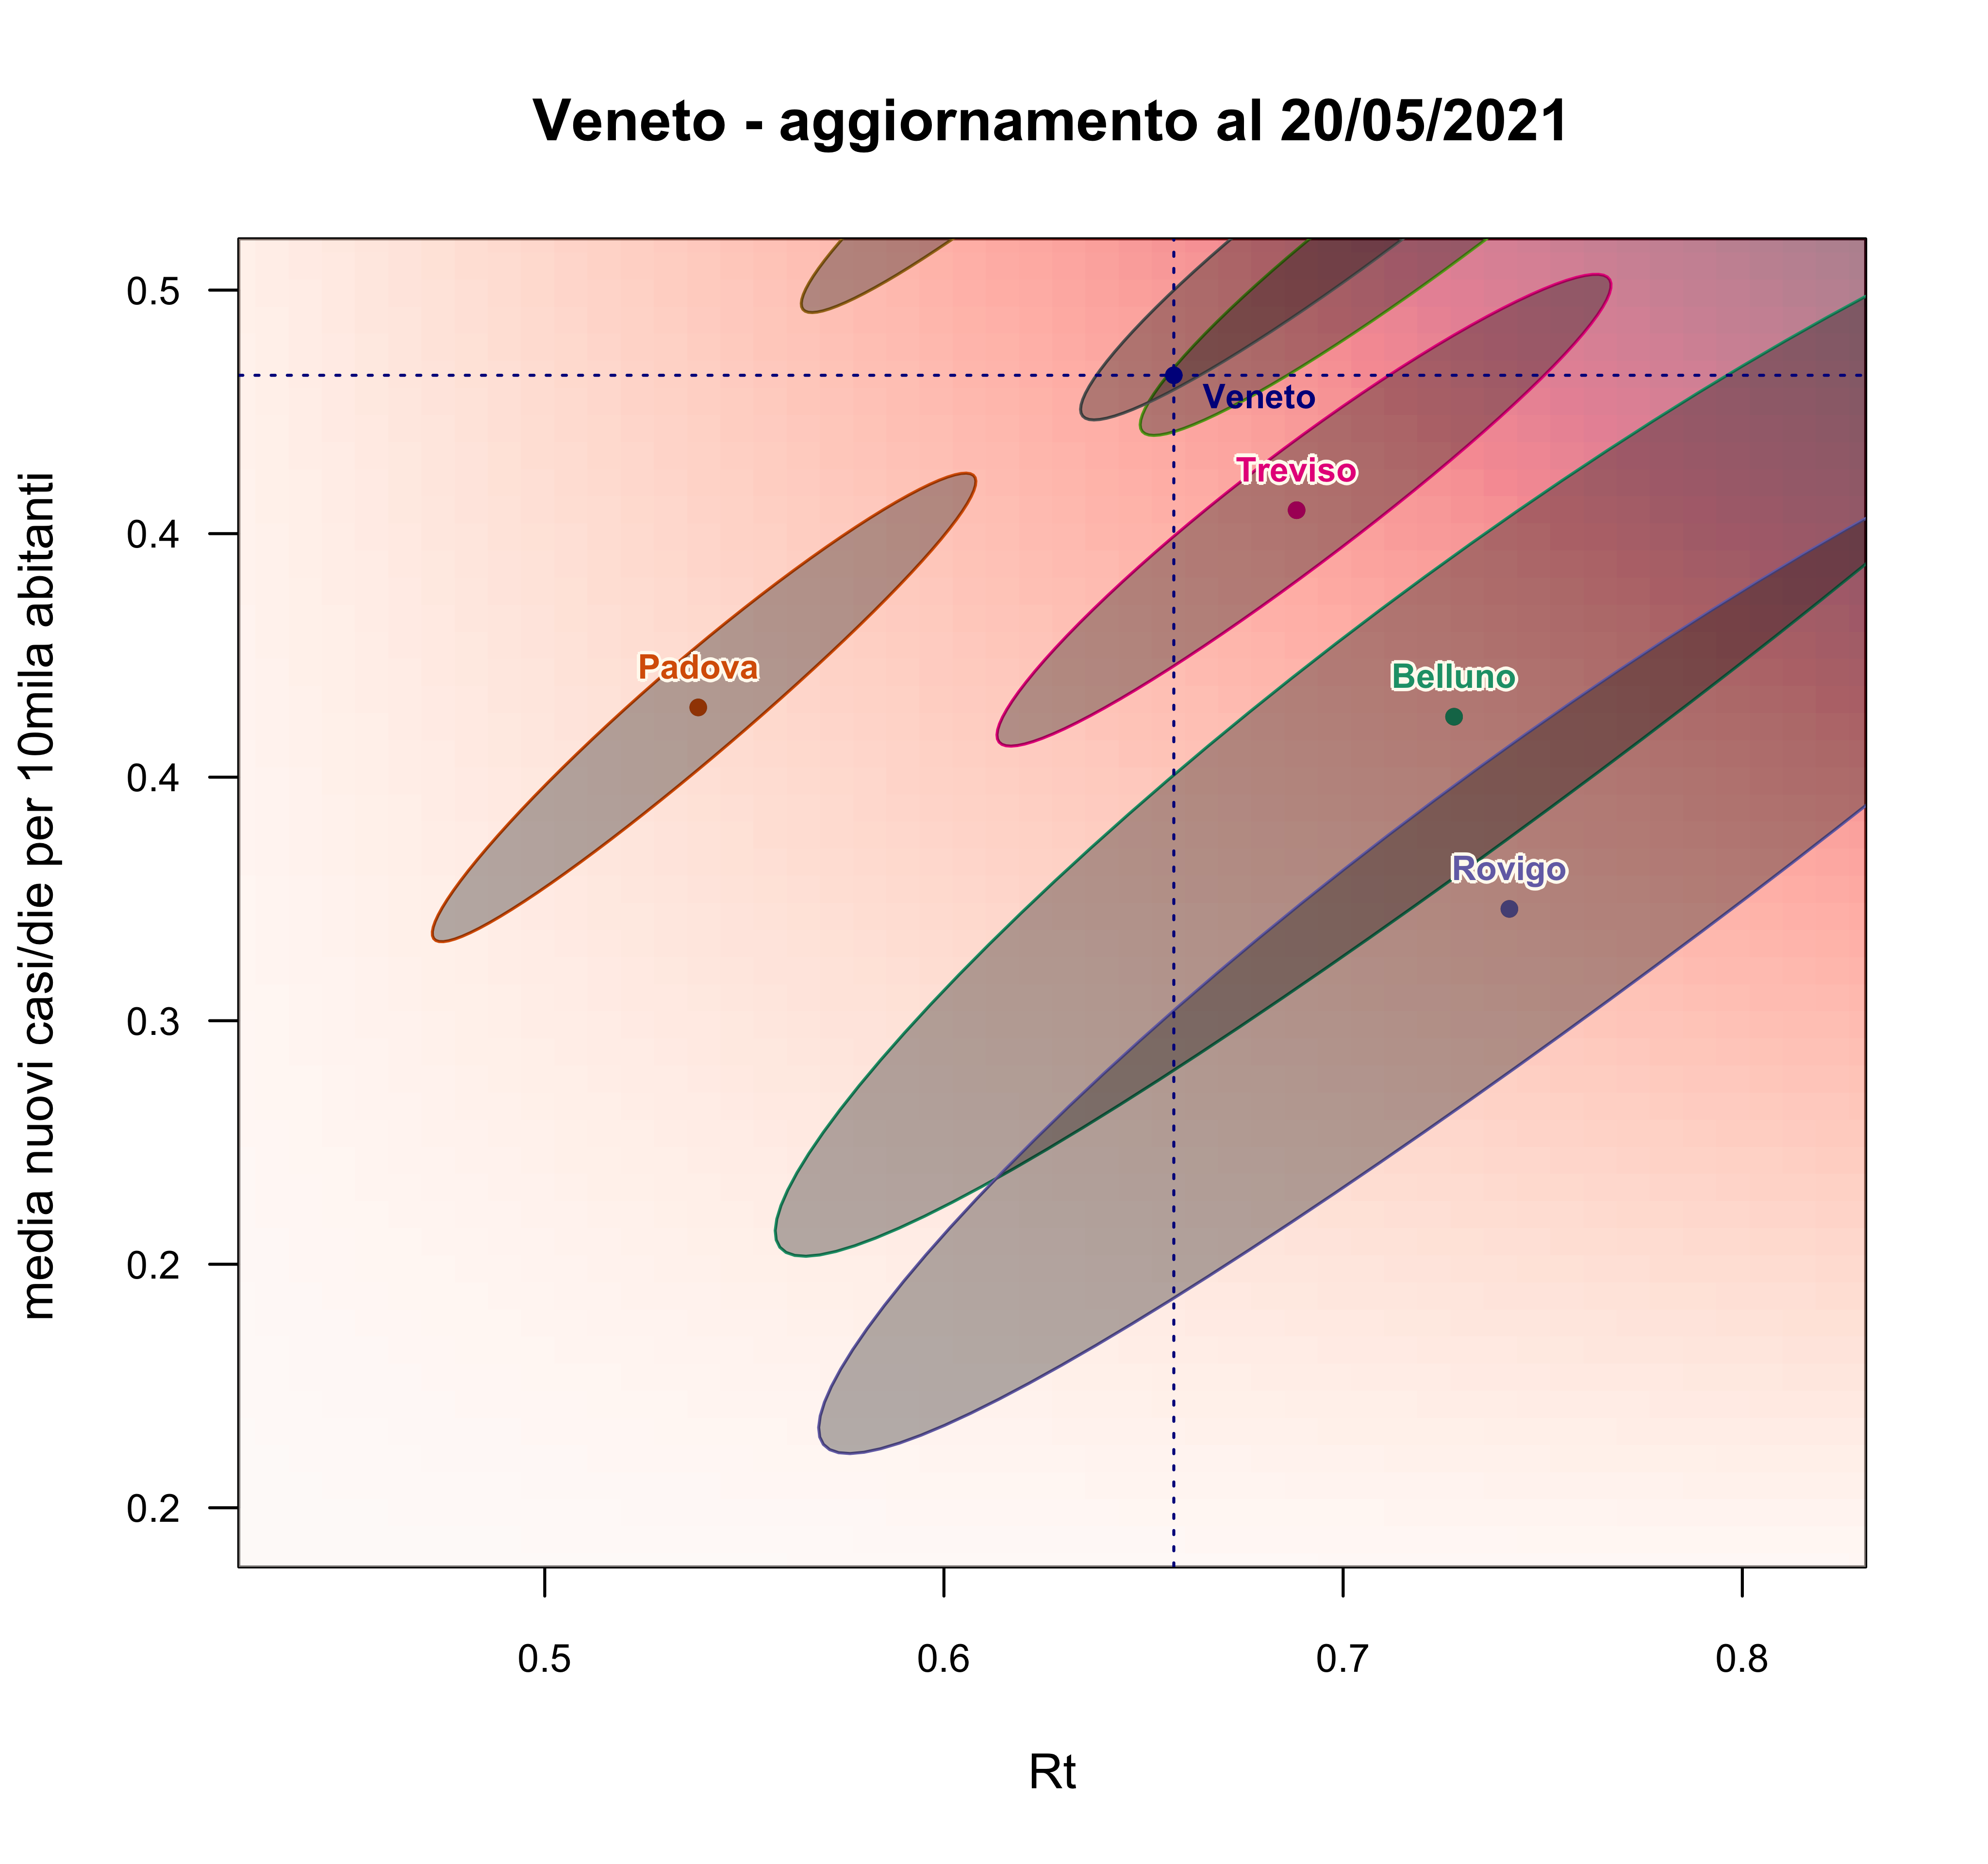 Veneto - aggiornamento al 20/05/2021
media nuovi casi/die per 10mila abitanti
0.5
0.4
0.4
0.3
0.2
0.2
Veneto
Treviso
Padova
Belluno
Rovigo
0.5
0.6
0.7
0.8
Rt